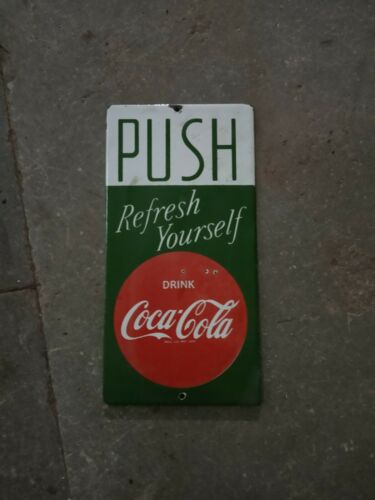 PUSH
Refresh
Yourself
DRINK
Coca-Cola